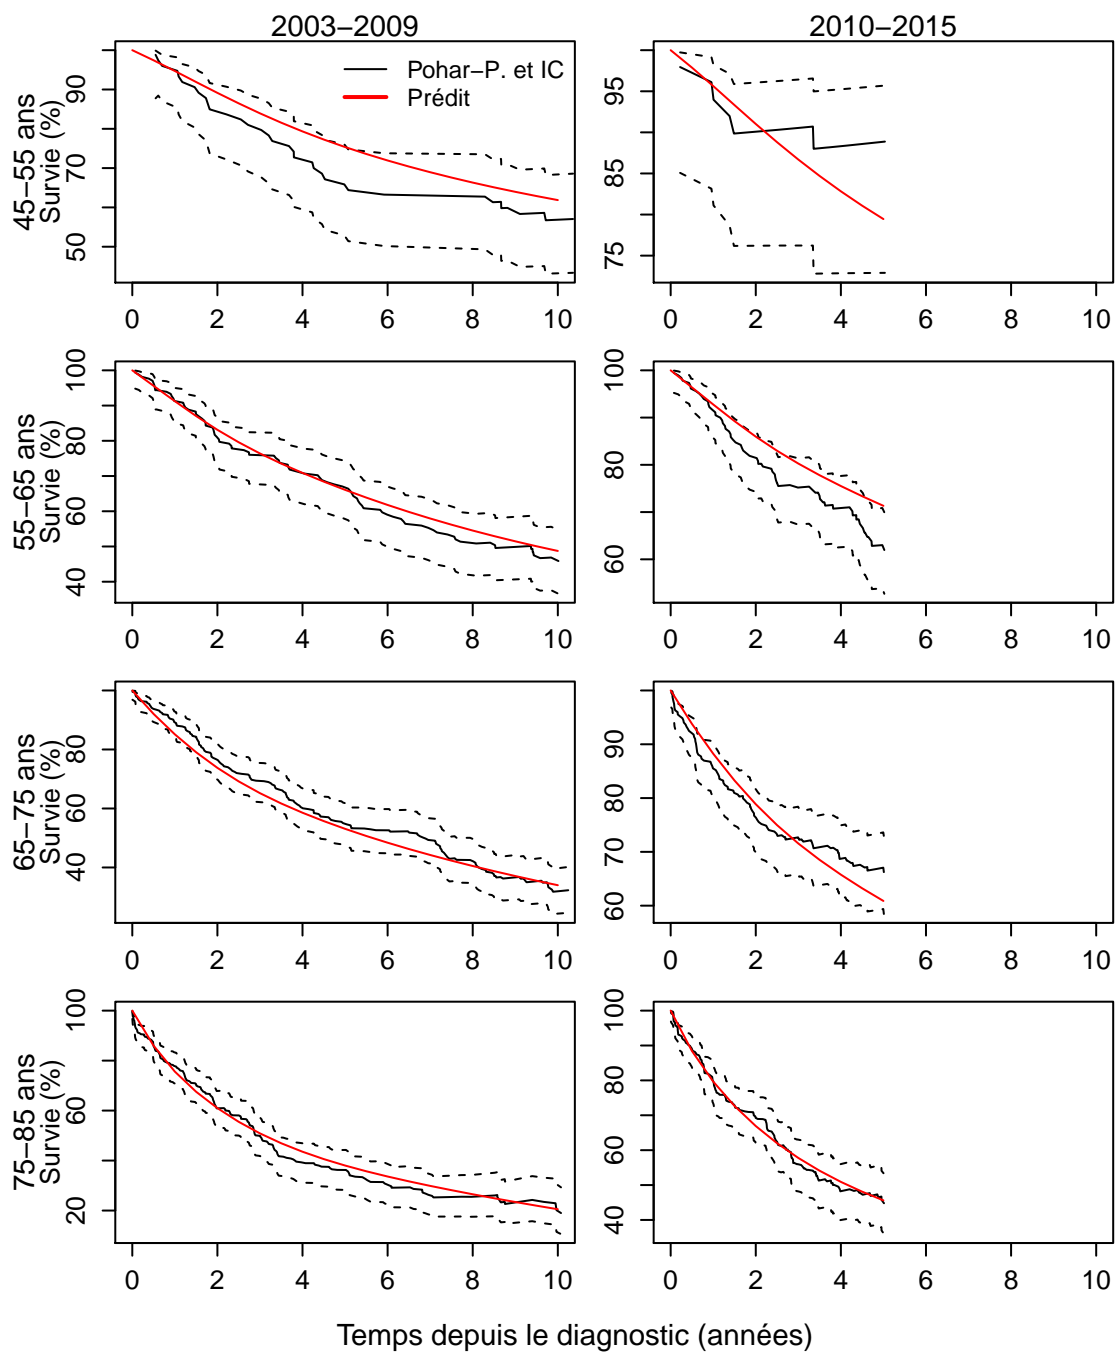 2003–2009
2010–2015
45–55 ans
Survie (%)
50 70 90
Pohar–P. et IC
Prédit
0 2 4 6 8 10
75 85 95
0 2 4 6 8 10
55–65 ans
Survie (%)
40 60 80 100
0 2 4 6 8 10
60 80 100
0 2 4 6 8 10
65–75 ans
Survie (%)
40 60 80
0 2 4 6 8 10
60 70 80 90
0 2 4 6 8 10
75–85 ans
Survie (%)
20 60 100
0 2 4 6 8 10
40 60 80 100
0 2 4 6 8 10
Temps depuis le diagnostic (années)